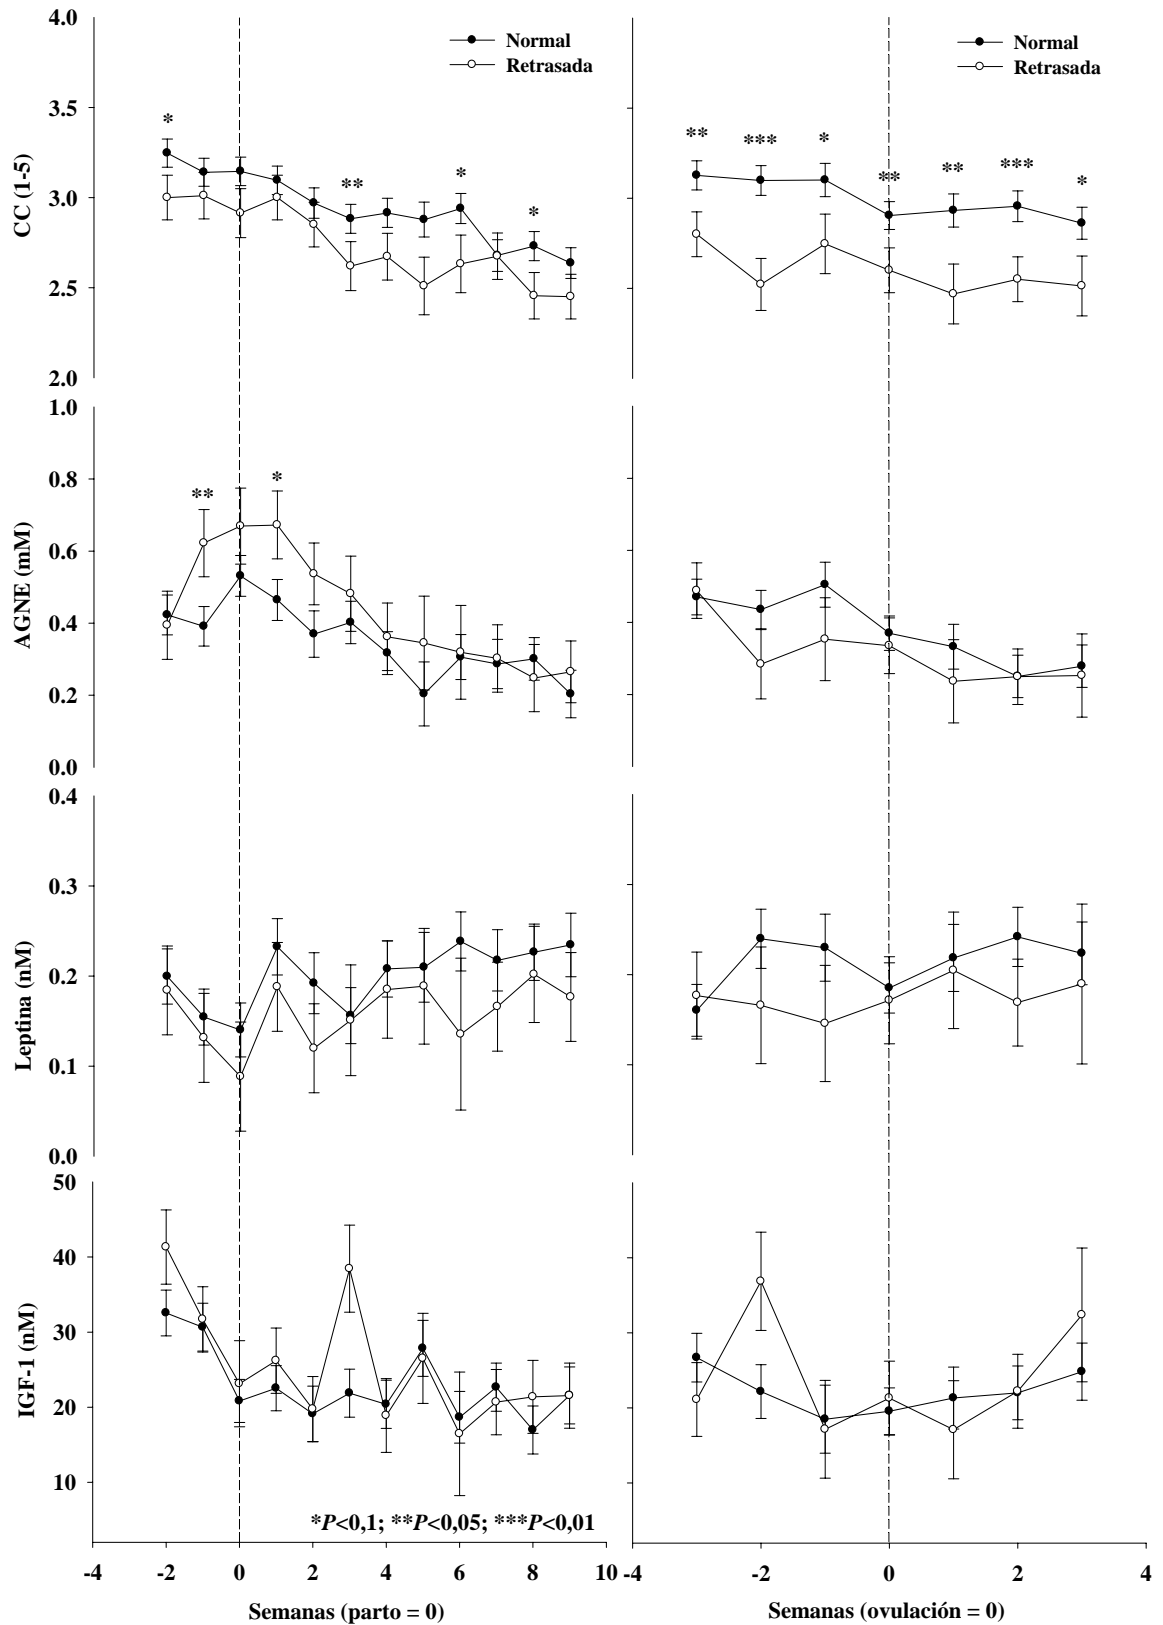 4.0
Normal
Retrasada
Normal
Retrasada
3.5
*
** *** *
CC (1-5)
** * *
** ** *** *
3.0
2.5
2.0
1.0
0.8
** *
AGNE (mM)
0.6
0.4
0.2
0.0
0.4
0.3
Leptina (nM)
0.2
0.1
0.0
50
40
IGF-1 (nM)
30
20
10
*P<0,1; **P<0,05; ***P<0,01
-4 -2 0 2 4 6 8 10 -4 -2 0 2 4
Semanas (parto = 0)
Semanas (ovulación = 0)